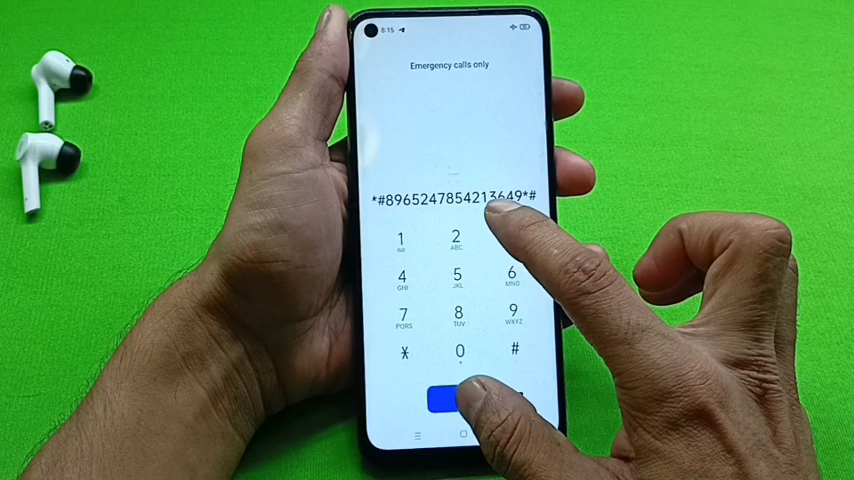 8:15
Emergency calls only
*#8965247854213649*#
1
2
ABC
4 5 6
GHI JKL MNO
7 8 9
PQRS TUV WXYZ
* 0 #
+